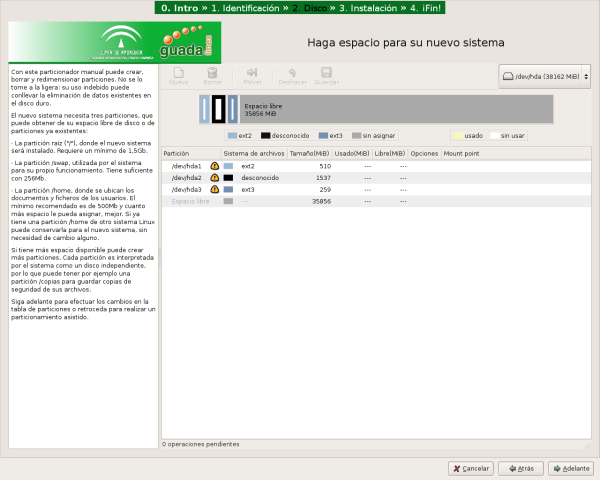 0. Intro » 1. Identificación » 2. Disco » 3. Instalación » 4. ¡Fin!
JUNTA DE ANDALUCIA
guada
linex
Haga espacio para su nuevo sistema
Con este particionador manual puede crear,
borrar y redimensionar particiones. No se lo
tome a la ligera: su uso indebido puede
conllevar la eliminación de datos existentes en
el disco duro.
El nuevo sistema necesita tres particiones, que
puede obtener de su espacio libre de disco o de
particiones ya existentes:
· La partición raíz ("/"), donde el nuevo sistema
será instalado. Requiere un mínimo de 1,5Gb.
· La partición /swap, utilizada por el sistema
para su propio funcionamiento. Tiene suficiente
con 256Mb.
· La partición /home, donde se ubican los
documentos y ficheros de los usuarios. El
mínimo recomendado es de 500Mb y cuanto
más espacio le pueda asignar, mejor. Si ya
tiene una partición /home de otro sistema Linux
puede conservarla para el nuevo sistema, sin
necesidad de cambio alguno.
Si tiene más espacio disponible puede crear
más particiones. Cada partición es interpretada
por el sistema como un disco independiente,
por lo que puede tener por ejemplo una
partición /copias para guardar copias de
seguridad de sus archivos.
Siga adelante para efectuar los cambios en la
tabla de particiones o retroceda para realizar un
particionamiento asistido.
Nuevo Borrar Mover Deshacer Guardar
/dev/hda (38162 MiB)
Espacio libre
35856 MiB
ext2 desconocido ext3 sin asignar usado sin usar
Partición Sistema de archivos Tamaño(MiB) Usado(MiB) Libre(MiB) Opciones Mount point
/dev/hda1 ext2 510 --- ---
/dev/hda2 desconocido 1537 --- ---
/dev/hda3 ext3 259 --- ---
Espacio libre --- 35856
0 operaciones pendientes
Cancelar Atrás Adelante